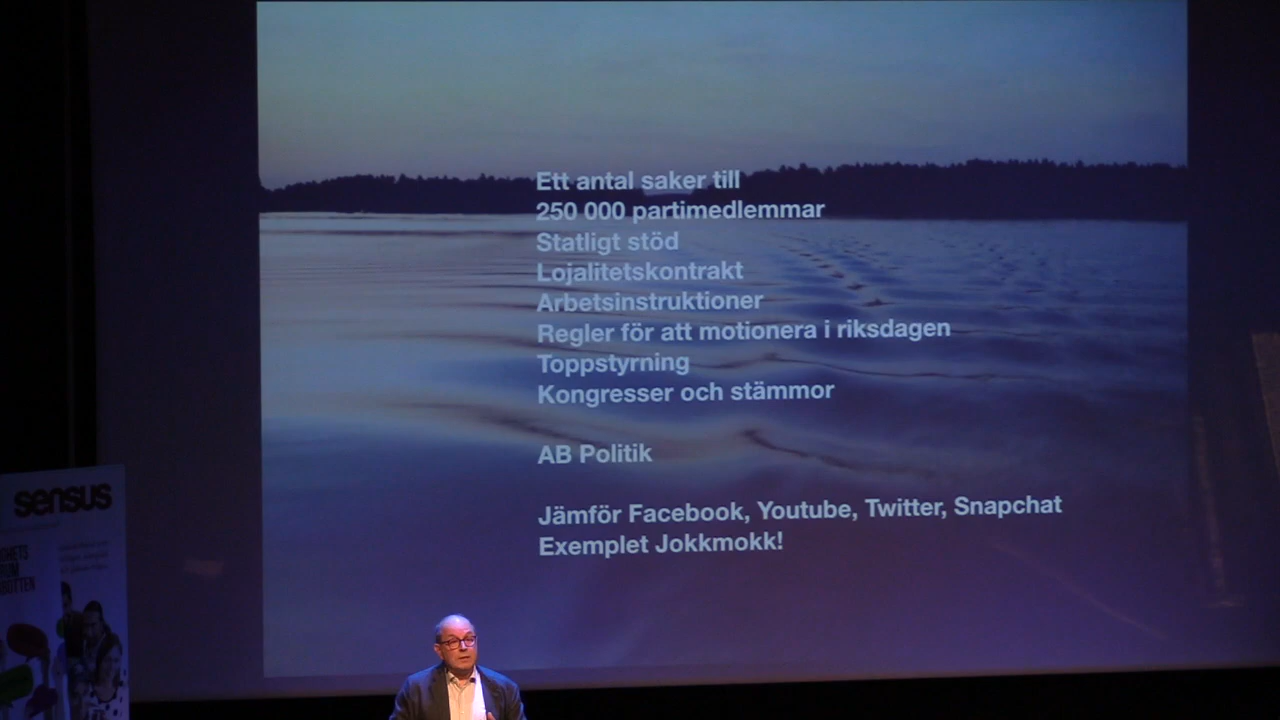 Ett antal saker till
250 000 partimedlemmar
Statligt stöd
Lojalitetskontrakt
Arbetsinstruktioner
Regler för att motionera i riksdagen
Toppstyrning
Kongresser och stämmor
AB Politik
Jämför Facebook, Youtube, Twitter, Snapchat
Exemplet Jokkmokk!
sensus